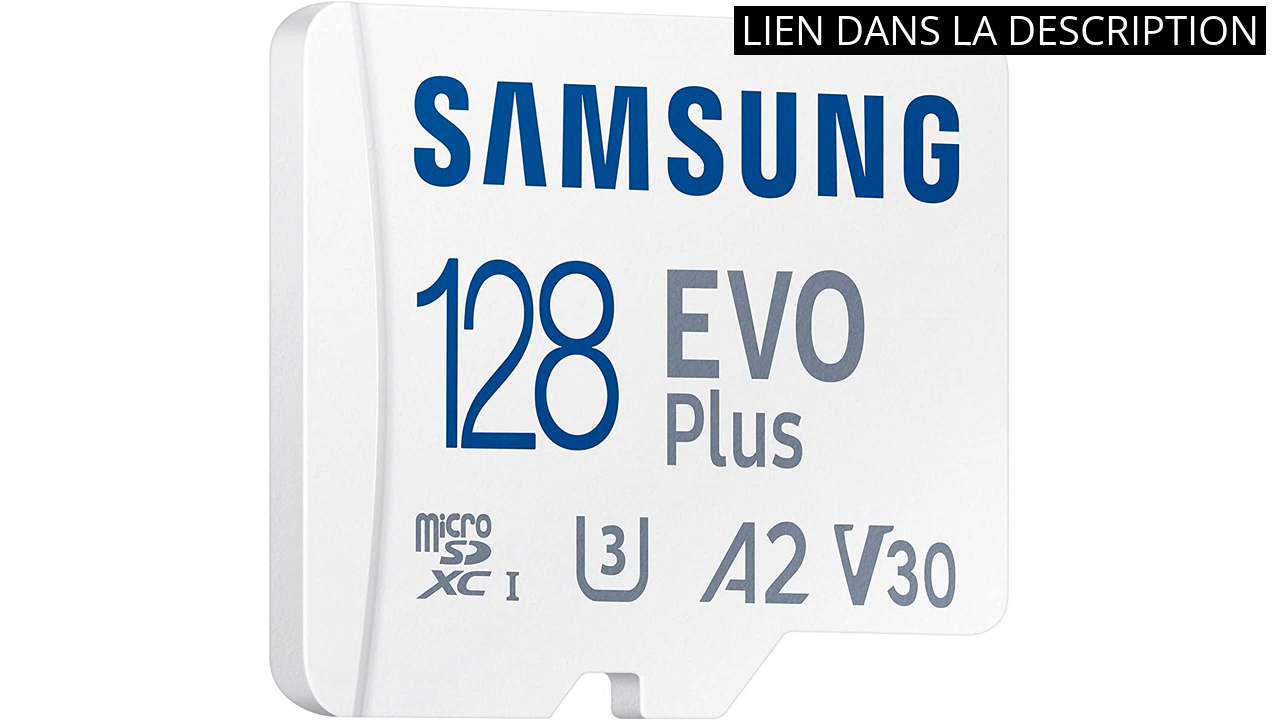 LIEN DANS LA DESCRIPTION
SAMSUNG
128 EVO
Plus
Micro
SD
XC I
3 A2 V30